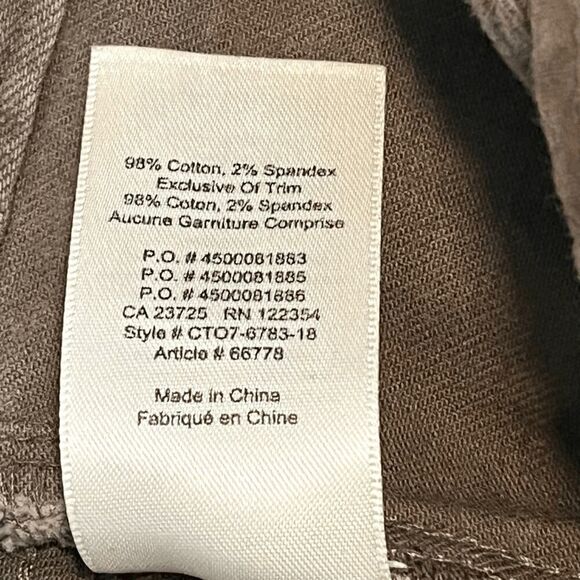 98% Cotton, 2% Spandex
Exclusive Of Trim
98% Coton, 2% Spandex
Aucune Garniture Comprise
P.O. # 4500081883
P.O. # 4500081885
P.O. # 4500081886
CA 23725 RN 122354
Style # CTO7-6783-18
Article # 66778
Made in China
Fabriqué en Chine